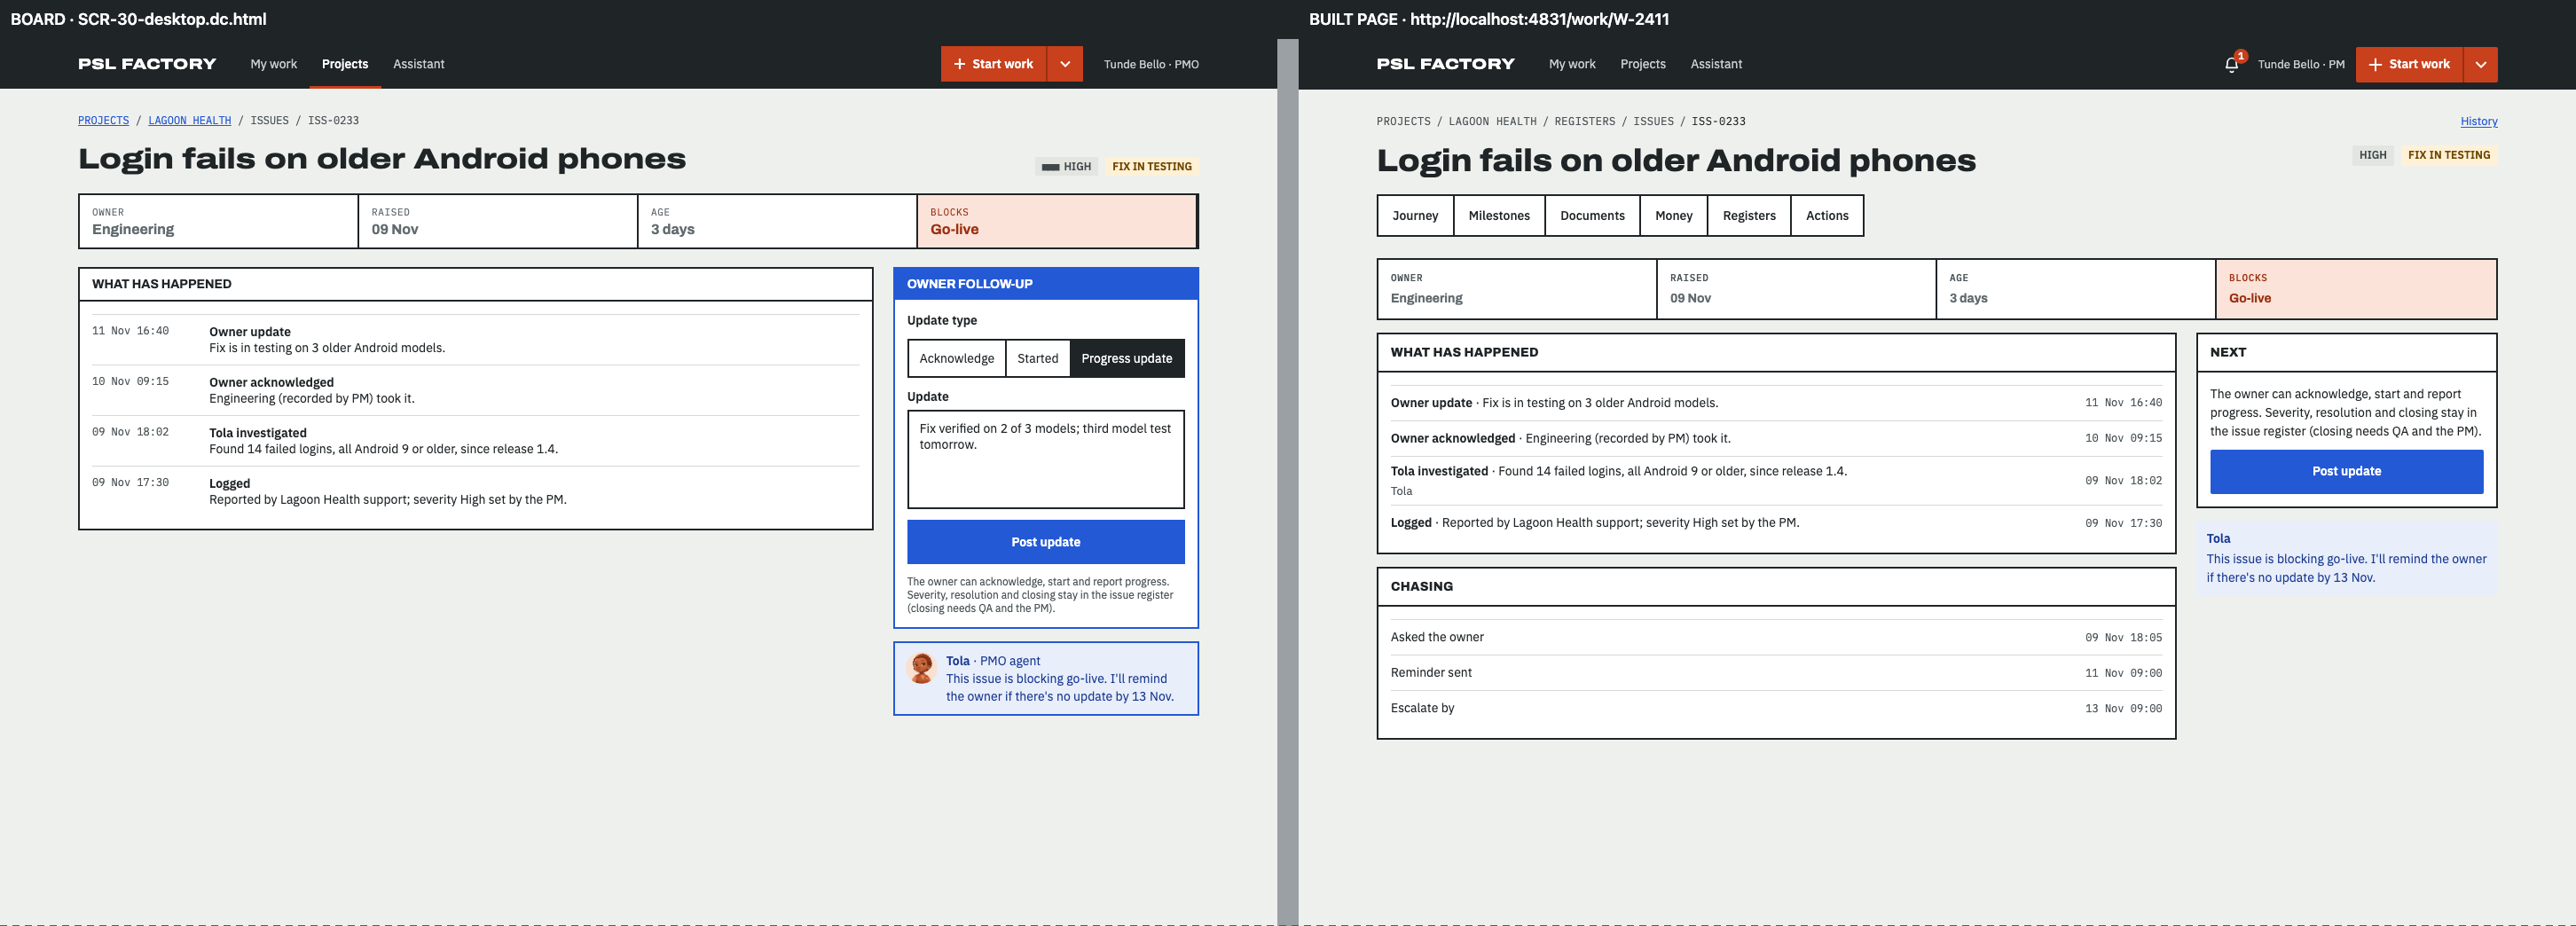 BOARD · SCR-30-desktop.dc.html
PSL FACTORY
My work
Projects
Assistant
+ Start work
Tunde Bello · PMO
PROJECTS / LAGOON HEALTH / ISSUES / ISS-0233
Login fails on older Android phones
HIGH
FIX IN TESTING
OWNER
Engineering
RAISED
09 Nov
AGE
3 days
BLOCKS
Go-live
WHAT HAS HAPPENED
11 Nov 16:40
Owner update
Fix is in testing on 3 older Android models.
10 Nov 09:15
Owner acknowledged
Engineering (recorded by PM) took it.
09 Nov 18:02
Tola investigated
Found 14 failed logins, all Android 9 or older, since release 1.4.
09 Nov 17:30
Logged
Reported by Lagoon Health support; severity High set by the PM.
OWNER FOLLOW-UP
Update type
Acknowledge
Started
Progress update
Update
Fix verified on 2 of 3 models; third model test
tomorrow.
Post update
The owner can acknowledge, start and report progress.
Severity, resolution and closing stay in the issue register
(closing needs QA and the PM).
Tola · PMO agent
This issue is blocking go-live. I'll remind
the owner if there's no update by 13 Nov.
BUILT PAGE · http://localhost:4831/work/W-2411
PSL FACTORY
My work
Projects
Assistant
1
Tunde Bello · PM
+ Start work
PROJECTS / LAGOON HEALTH / REGISTERS / ISSUES / ISS-0233
History
Login fails on older Android phones
HIGH
FIX IN TESTING
Journey
Milestones
Documents
Money
Registers
Actions
OWNER
Engineering
RAISED
09 Nov
AGE
3 days
BLOCKS
Go-live
WHAT HAS HAPPENED
Owner update · Fix is in testing on 3 older Android models.
11 Nov 16:40
Owner acknowledged · Engineering (recorded by PM) took it.
10 Nov 09:15
Tola investigated · Found 14 failed logins, all Android 9 or older, since release 1.4.
Tola
09 Nov 18:02
Logged · Reported by Lagoon Health support; severity High set by the PM.
09 Nov 17:30
CHASING
Asked the owner
09 Nov 18:05
Reminder sent
11 Nov 09:00
Escalate by
13 Nov 09:00
NEXT
The owner can acknowledge, start and report
progress. Severity, resolution and closing stay in
the issue register (closing needs QA and the PM).
Post update
Tola
This issue is blocking go-live. I'll remind the owner
if there's no update by 13 Nov.